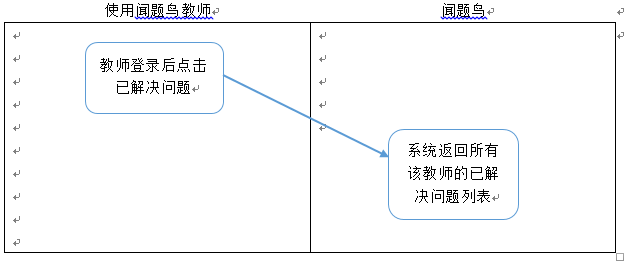 使用闻题鸟教师
闻题鸟
教师登录后点击
已解决问题
系统返回所有
该教师的已解
决问题列表